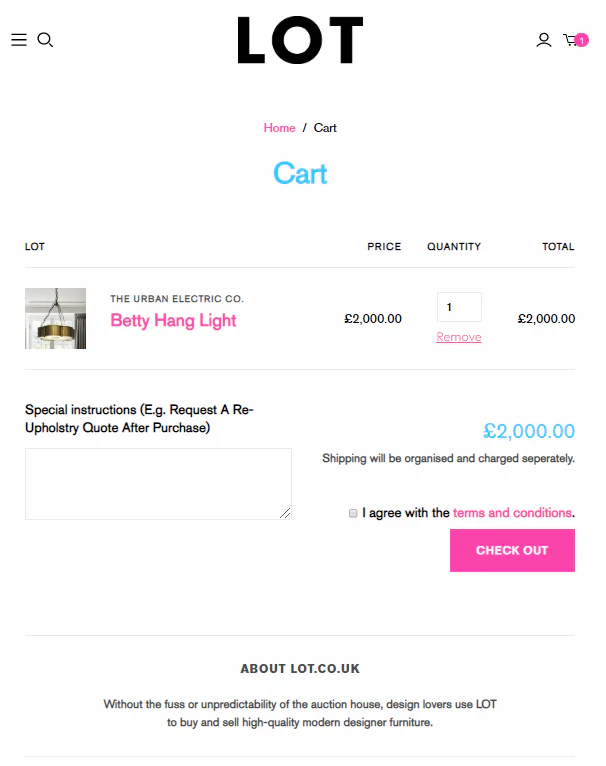 LOT
1
Home / Cart
Cart
LOT PRICE QUANTITY TOTAL
THE URBAN ELECTRIC CO.
Betty Hang Light
£2,000.00
1
Remove
£2,000.00
Special instructions (E.g. Request A Re-
Upholstry Quote After Purchase)
£2,000.00
Shipping will be organised and charged seperately.
I agree with the terms and conditions.
CHECK OUT
ABOUT LOT.CO.UK
Without the fuss or unpredictability of the auction house, design lovers use LOT
to buy and sell high-quality modern designer furniture.